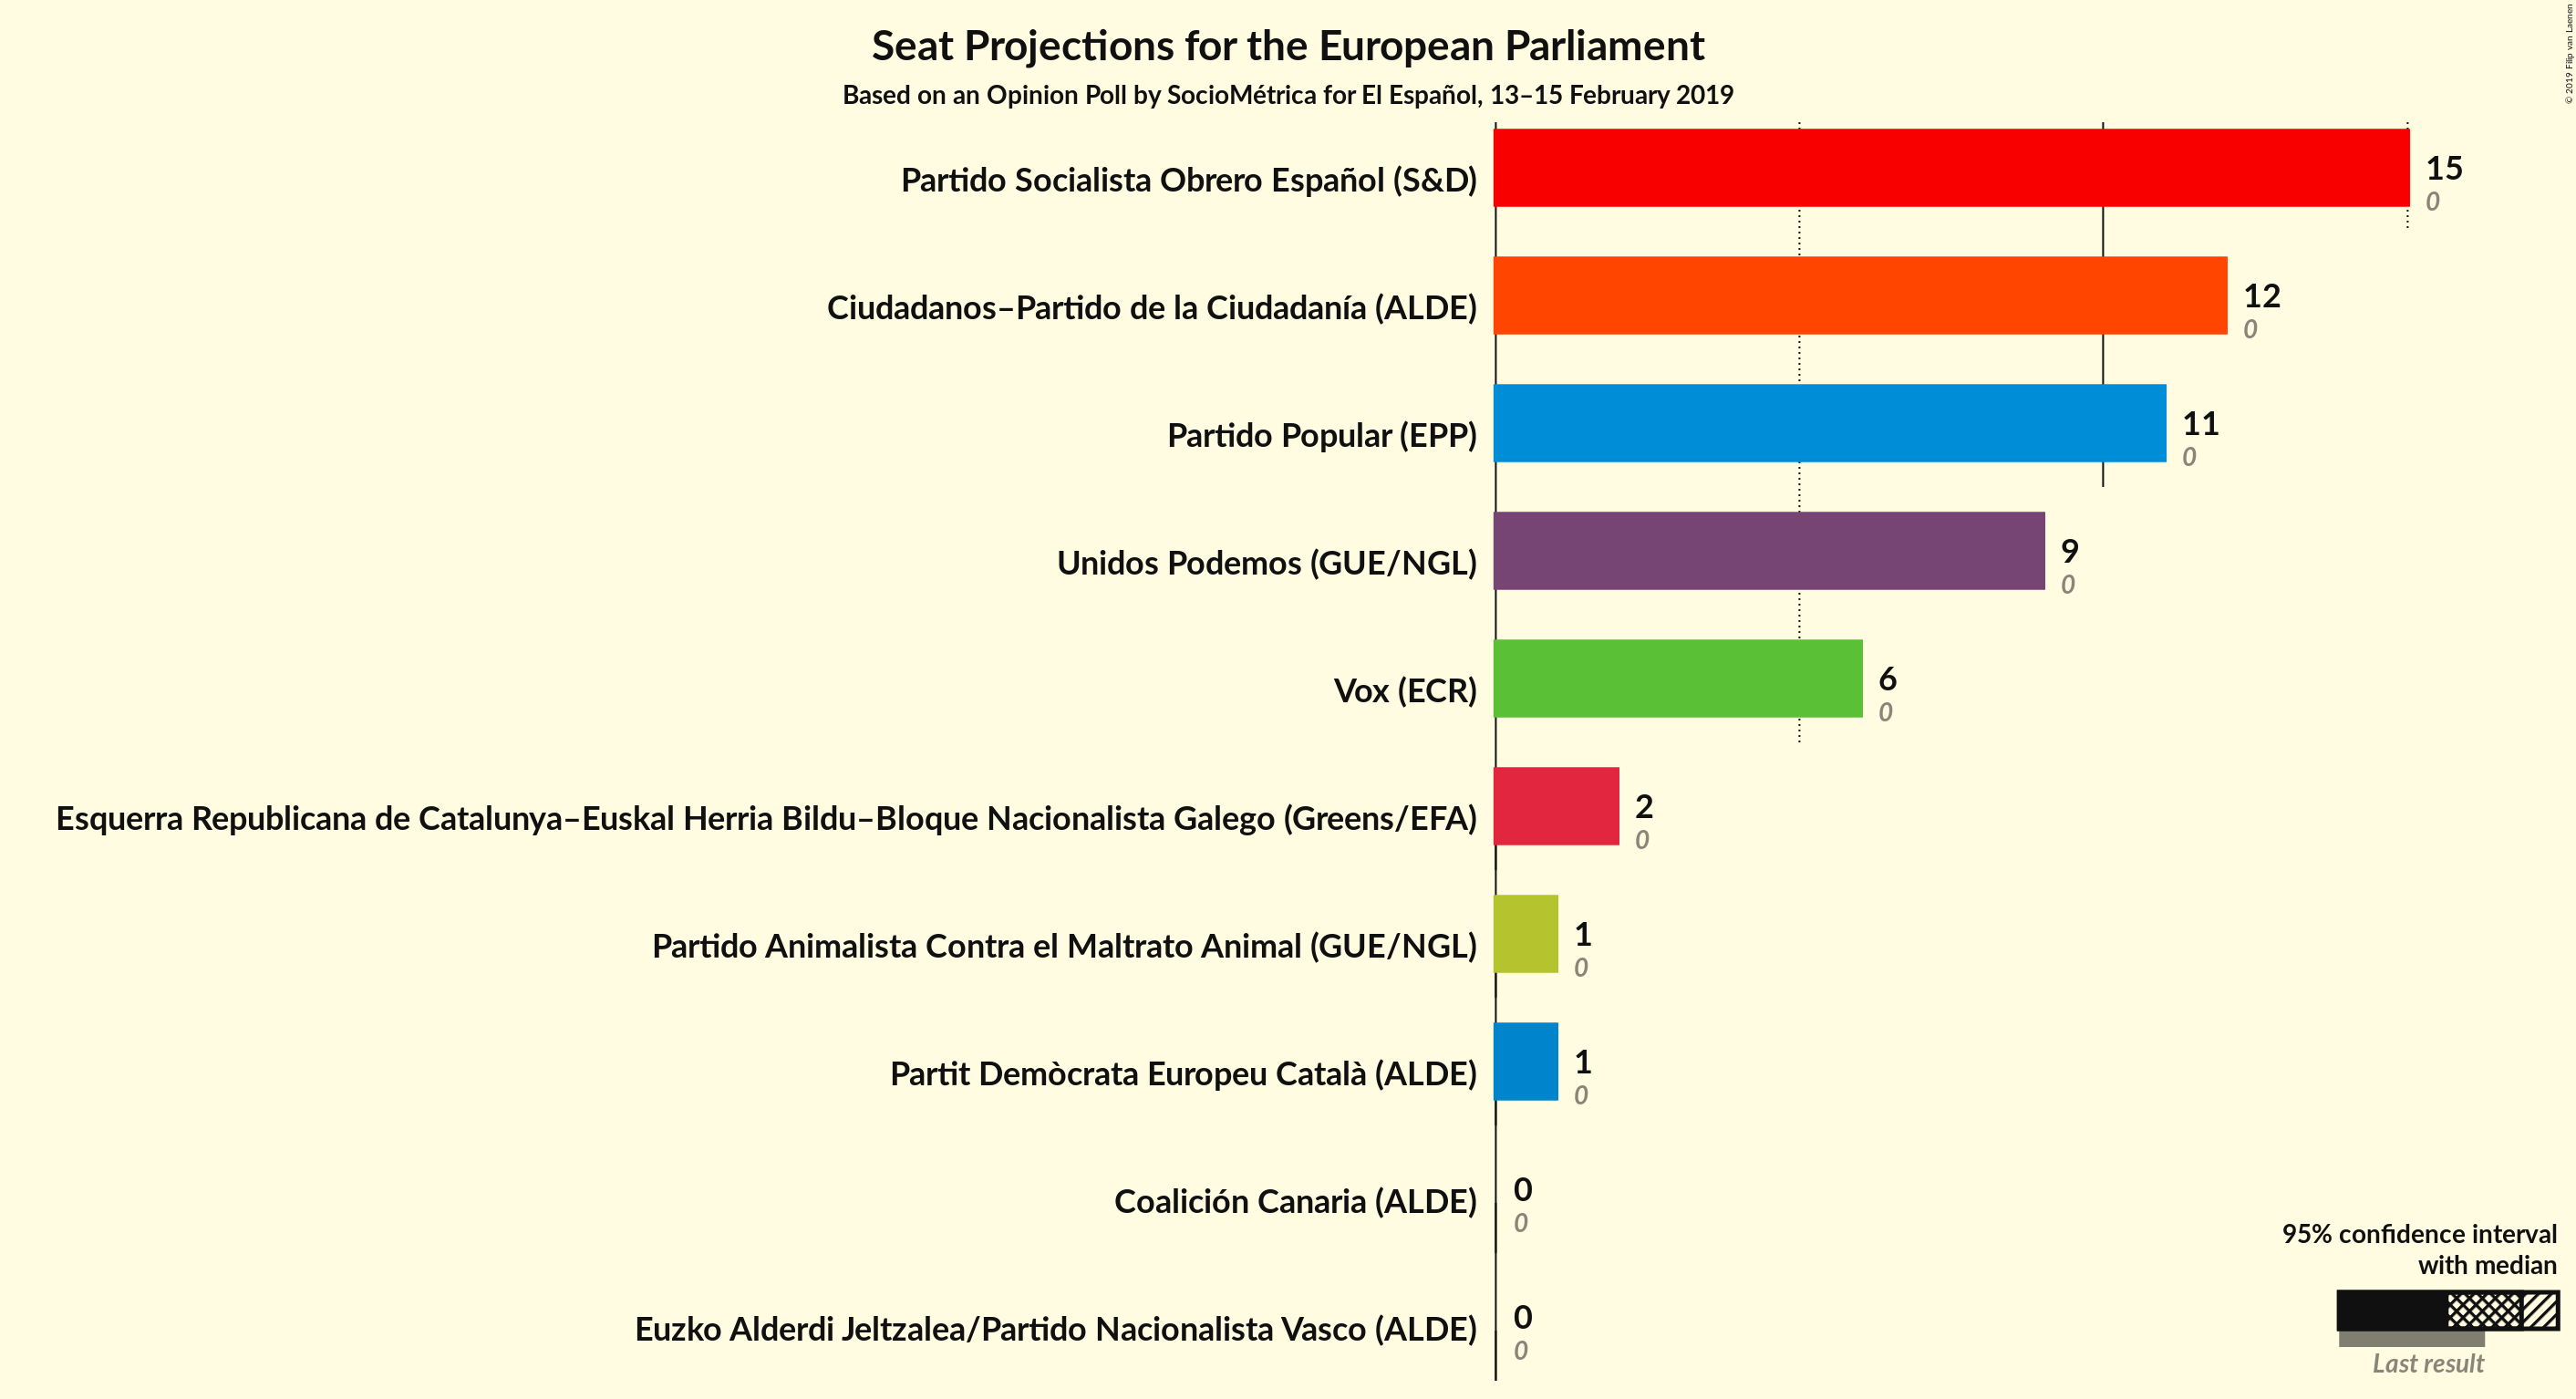 Seat Projections for the European Parliament
Based on an Opinion Poll by SocioMétrica for El Español, 13–15 February 2019
© 2019 Filip van Laenen
Partido Socialista Obrero Español (S&D)
15
0
Ciudadanos–Partido de la Ciudadanía (ALDE)
12
0
Partido Popular (EPP)
11
0
Unidos Podemos (GUE/NGL)
9
0
Vox (ECR)
6
0
Esquerra Republicana de Catalunya–Euskal Herria Bildu–Bloque Nacionalista Galego (Greens/EFA)
2
0
Partido Animalista Contra el Maltrato Animal (GUE/NGL)
1
0
Partit Demòcrata Europeu Català (ALDE)
1
0
Coalición Canaria (ALDE)
0
0
Euzko Alderdi Jeltzalea/Partido Nacionalista Vasco (ALDE)
0
0
95% confidence interval
with median
Last result